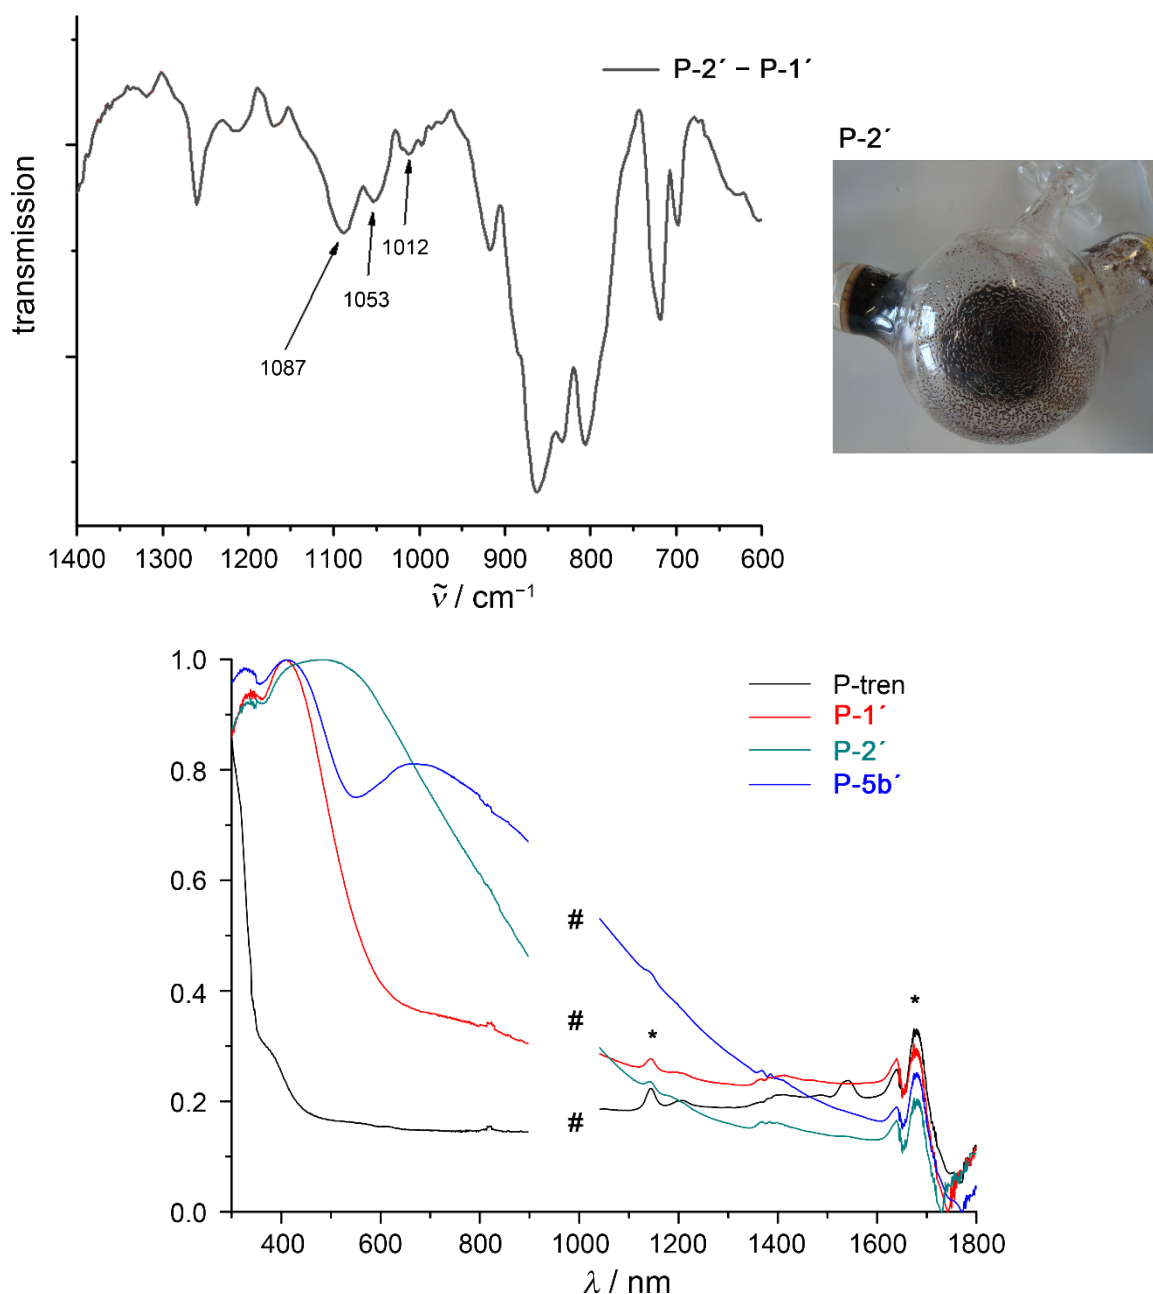 P-2´ − P-1´
transmission
1087
1053
1012
1400 1300 1200 1100 1000 900 800 700 600
ṽ / cm⁻¹
P-2´
1.0
0.8
0.6
0.4
0.2
0.0
P-tren
P-1´
P-2´
P-5b´
#
#
#
*
*
400 600 800 1000 1200 1400 1600 1800
λ / nm